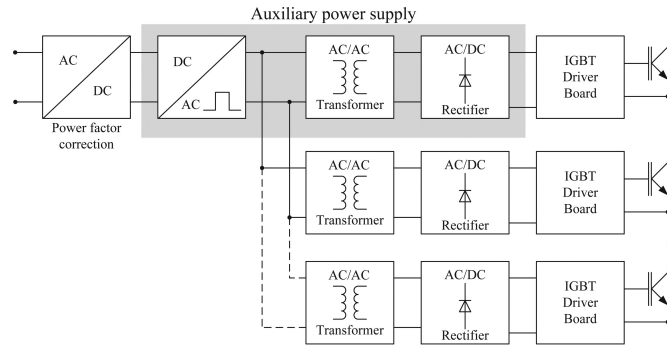 Auxiliary power supply
AC
DC
Power factor
correction
DC
AC
AC/AC
Transformer
AC/DC
Rectifier
IGBT
Driver
Board
AC/AC
Transformer
AC/DC
Rectifier
IGBT
Driver
Board
AC/AC
Transformer
AC/DC
Rectifier
IGBT
Driver
Board